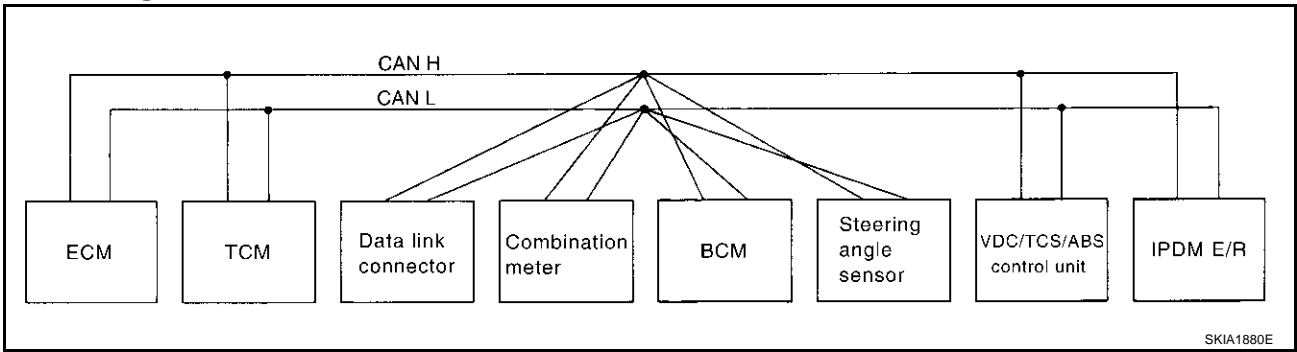 CAN H
CAN L
ECM
TCM
Data link
connector
Combination
meter
BCM
Steering
angle
sensor
VDC/TCS/ABS
control unit
IPDM E/R
SKIA1880E